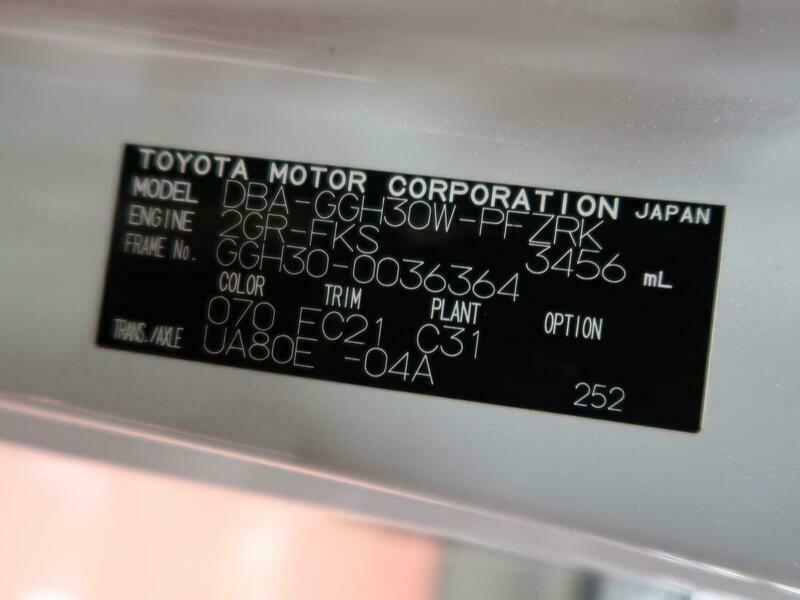 TOYOTA MOTOR CORPORATION JAPAN
MODEL DBA-GGH30W-PFZRK
ENGINE 2GR-FKS 3456 mL
FRAME No. GGH30-0036364
COLOR TRIM PLANT OPTION
070 FC21 C31
TRANS./AXLE UA80E -04A
252